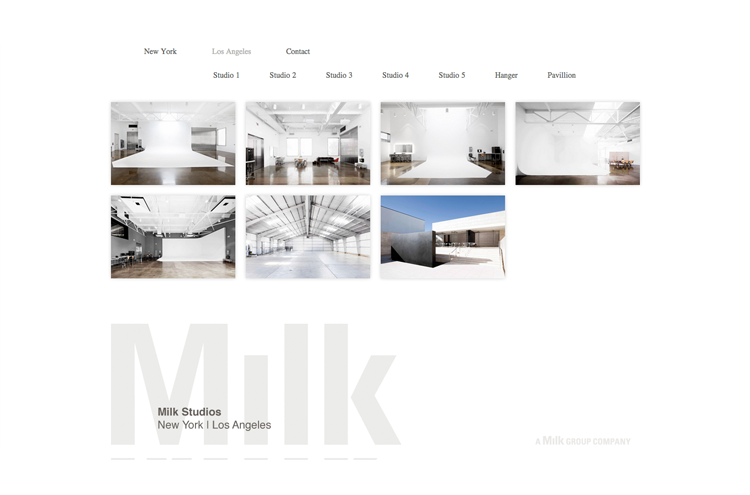 New York Los Angeles Contact
Studio 1 Studio 2 Studio 3 Studio 4 Studio 5 Hanger Pavillion
Milk
Milk Studios
New York | Los Angeles
A Milk GROUP COMPANY